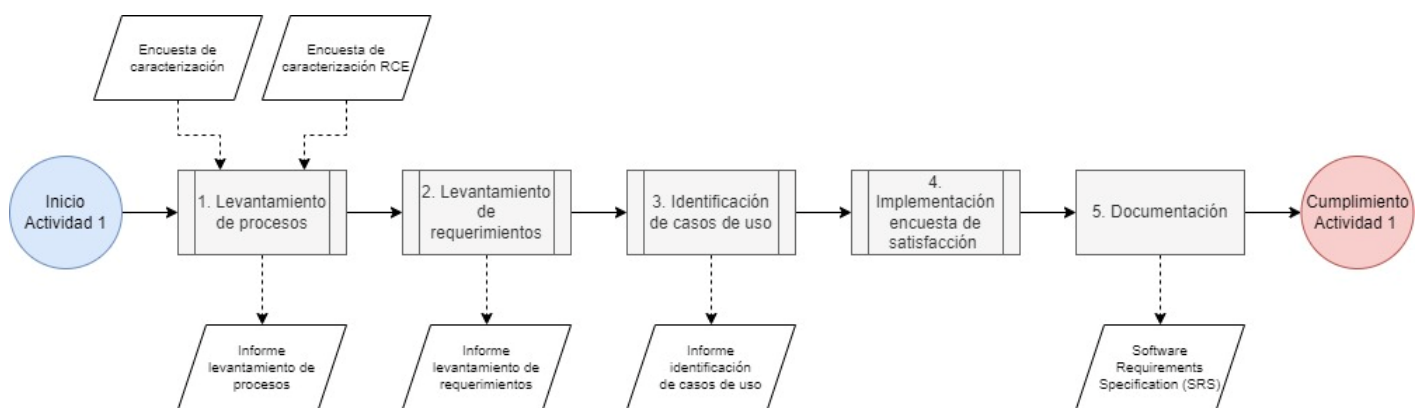 Encuesta de
caracterización
Encuesta de
caracterización RCE
Inicio
Actividad 1
1. Levantamiento
de procesos
2. Levantamiento
de
requerimientos
3. Identificación
de casos de uso
4.
Implementación
encuesta de
satisfacción
5. Documentación
Cumplimiento
Actividad 1
Informe
levantamiento de
procesos
Informe
levantamiento de
requerimientos
Informe
identificación
de casos de uso
Software
Requirements
Specification (SRS)